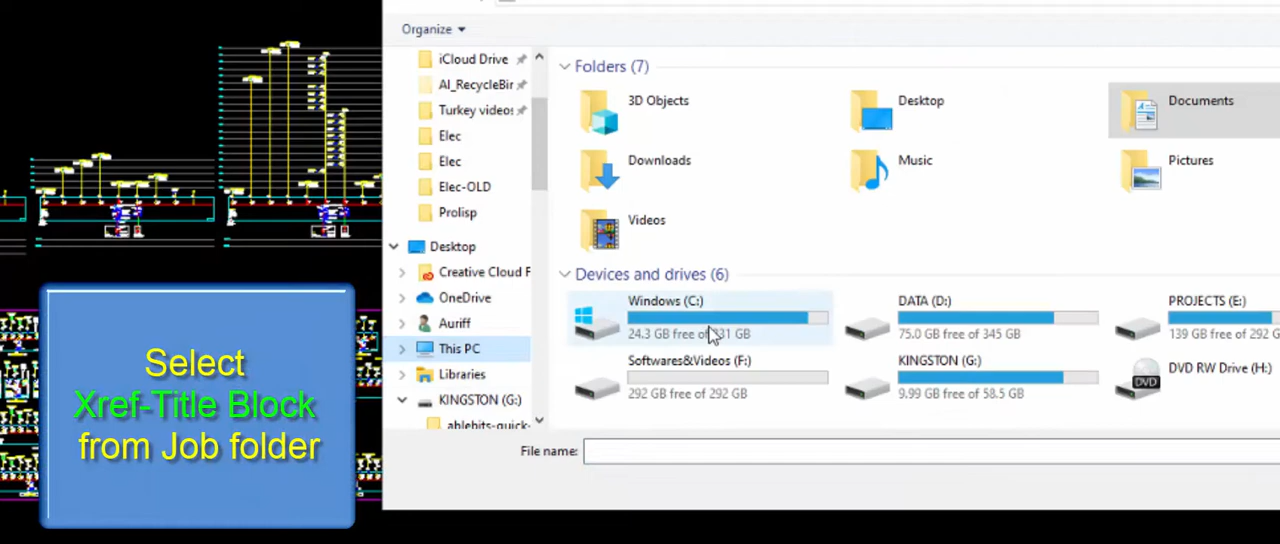 Organize
iCloud Drive
AI_RecycleBir
Turkey videos
Elec
Elec
Elec-OLD
Prolisp
Desktop
Creative Cloud F
OneDrive
Auriff
This PC
Libraries
KINGSTON (G:)
ablebits-quick-
Folders (7)
3D Objects
Desktop
Documents
Downloads
Music
Pictures
Videos
Devices and drives (6)
Windows (C:)
24.3 GB free of 331 GB
DATA (D:)
75.0 GB free of 345 GB
PROJECTS (E:)
139 GB free of 292 G
Softwares&Videos (F:)
292 GB free of 292 GB
KINGSTON (G:)
9.99 GB free of 58.5 GB
DVD RW Drive (H:)
DVD
File name:
Select
Xref-Title Block
from Job folder